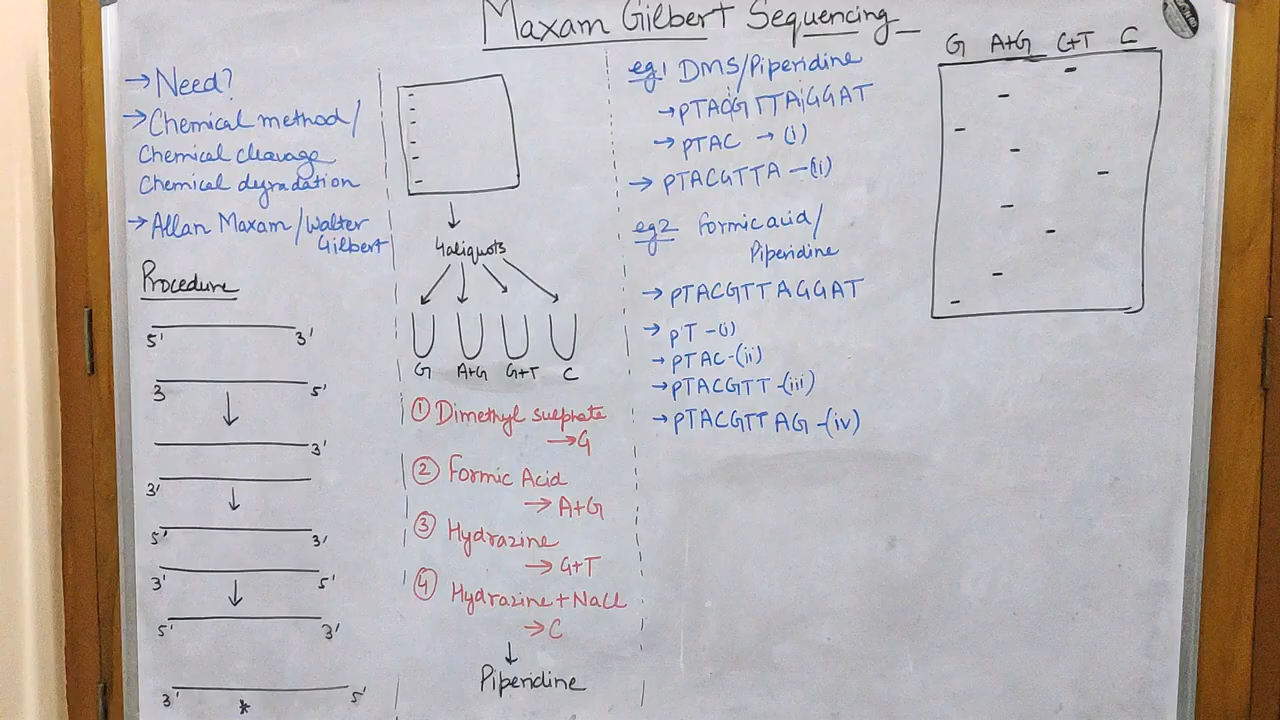 Maxam Gilbert Sequencing
→ Need?
→ Chemical method/
Chemical cleavage
Chemical degradation
→ Allan Maxam/Walter
Gilbert
Procedure
5' 3'
3 5'
3'
3'
5' 3'
3' 5'
5' 3'
3' * 5'
4 aliquots
G A+G G+T C
① Dimethyl sulphate
→ G
② Formic Acid
→ A+G
③ Hydrazine
→ G+T
④ Hydrazine + NaCl
→ C
Piperidine
eg1 DMS/Piperidine
→ pTACGTTAGGAT
→ pTAC → (i)
→ pTACGTTA – (ii)
eg2 Formic acid/
Piperidine
→ pTACGTTAGGAT
→ pT – (i)
→ pTAC – (ii)
→ pTACGTT – (iii)
→ pTACGTTAG – (iv)
G A+G C+T C